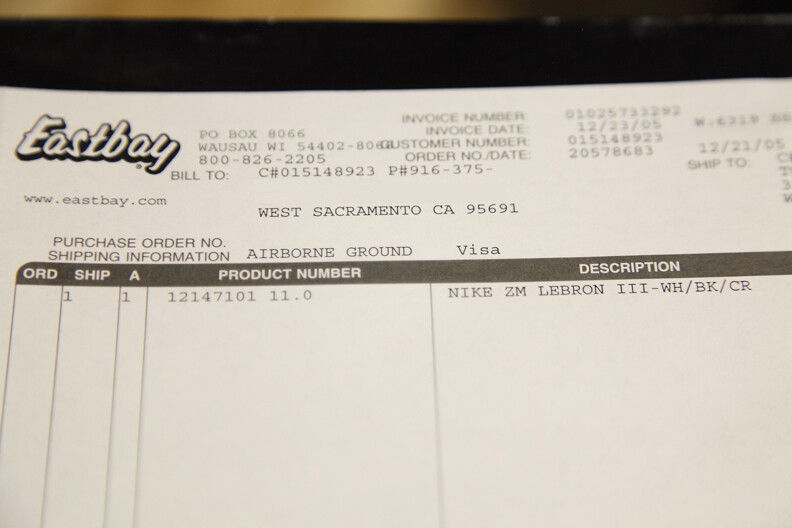 Eastbay
PO BOX 8066
WAUSAU WI 54402-8066
800-826-2205
www.eastbay.com
INVOICE NUMBER: 01025733292 W:6319
INVOICE DATE: 12/23/05
CUSTOMER NUMBER: 015148923
ORDER NO./DATE: 20578683 12/21/05
BILL TO: C#015148923 P#916-375-
SHIP TO:
WEST SACRAMENTO CA 95691
PURCHASE ORDER NO.
SHIPPING INFORMATION AIRBORNE GROUND Visa
ORD SHIP A PRODUCT NUMBER DESCRIPTION
1 1 12147101 11.0 NIKE ZM LEBRON III-WH/BK/CR